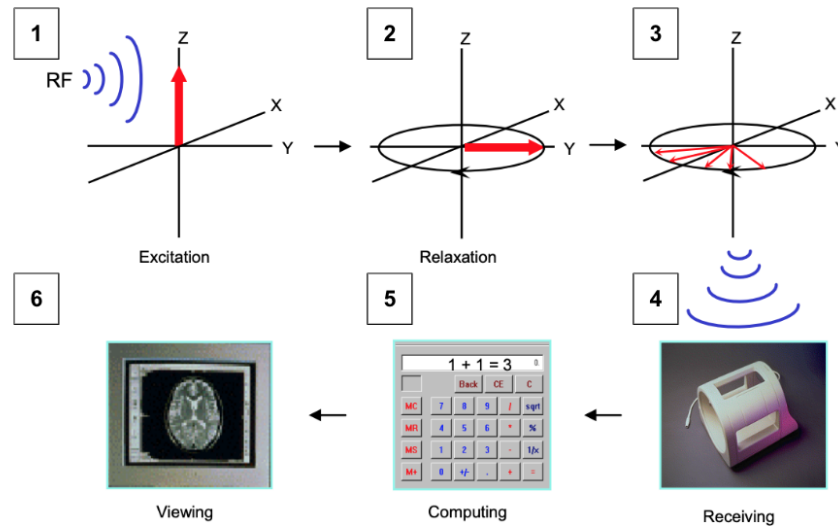 1
RF
Z
X
Y
Excitation
2
Z
X
Y
Relaxation
3
Z
X
Y
6
Viewing
5
1 + 1 = 3
Back CE C
MC 7 8 9 / sqrt
MR 4 5 6 * %
MS 1 2 3 - 1/x
M+ 0 +/- . + =
Computing
4
Receiving